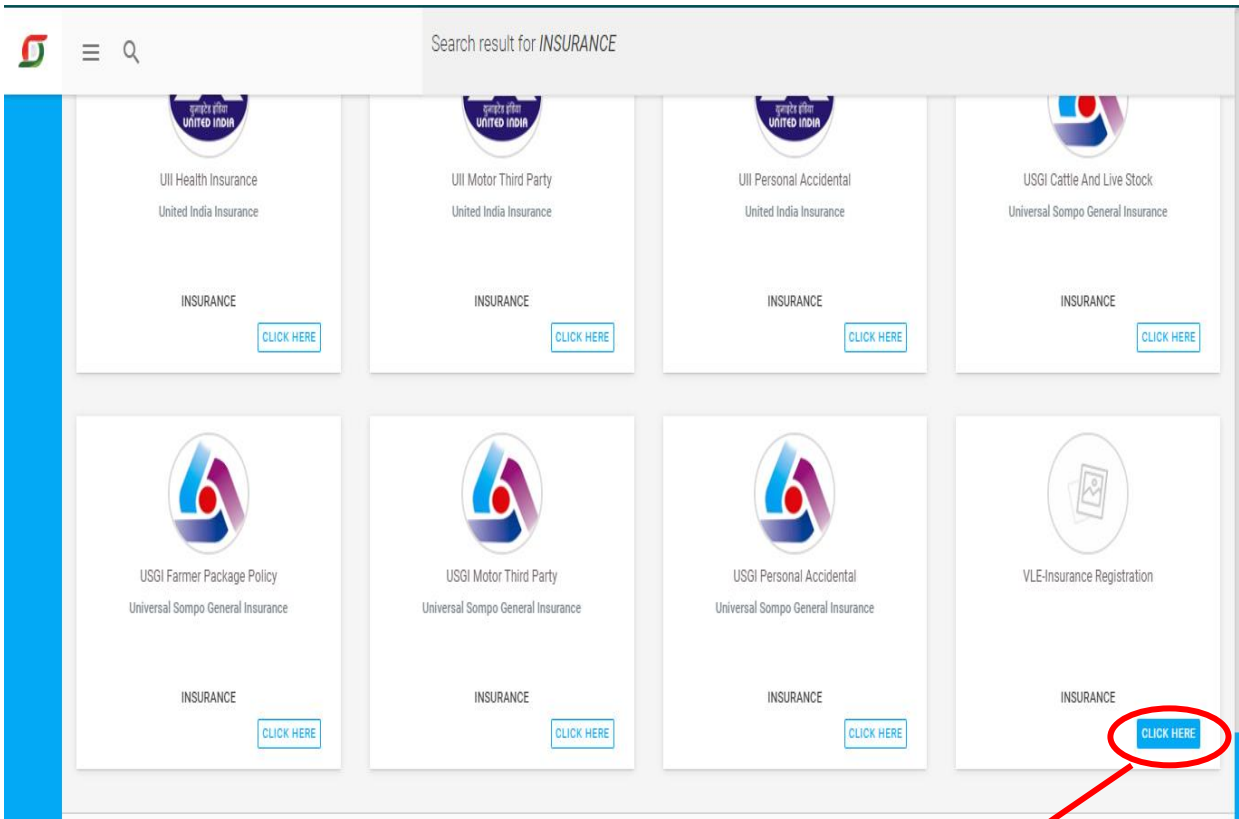 Search result for INSURANCE
यूनाइटेड इंडिया
UNITED INDIA
यूनाइटेड इंडिया
UNITED INDIA
यूनाइटेड इंडिया
UNITED INDIA
UII Health Insurance
United India Insurance
INSURANCE
CLICK HERE
UII Motor Third Party
United India Insurance
INSURANCE
CLICK HERE
UII Personal Accidental
United India Insurance
INSURANCE
CLICK HERE
USGI Cattle And Live Stock
Universal Sompo General Insurance
INSURANCE
CLICK HERE
USGI Farmer Package Policy
Universal Sompo General Insurance
INSURANCE
CLICK HERE
USGI Motor Third Party
Universal Sompo General Insurance
INSURANCE
CLICK HERE
USGI Personal Accidental
Universal Sompo General Insurance
INSURANCE
CLICK HERE
VLE-Insurance Registration
INSURANCE
CLICK HERE